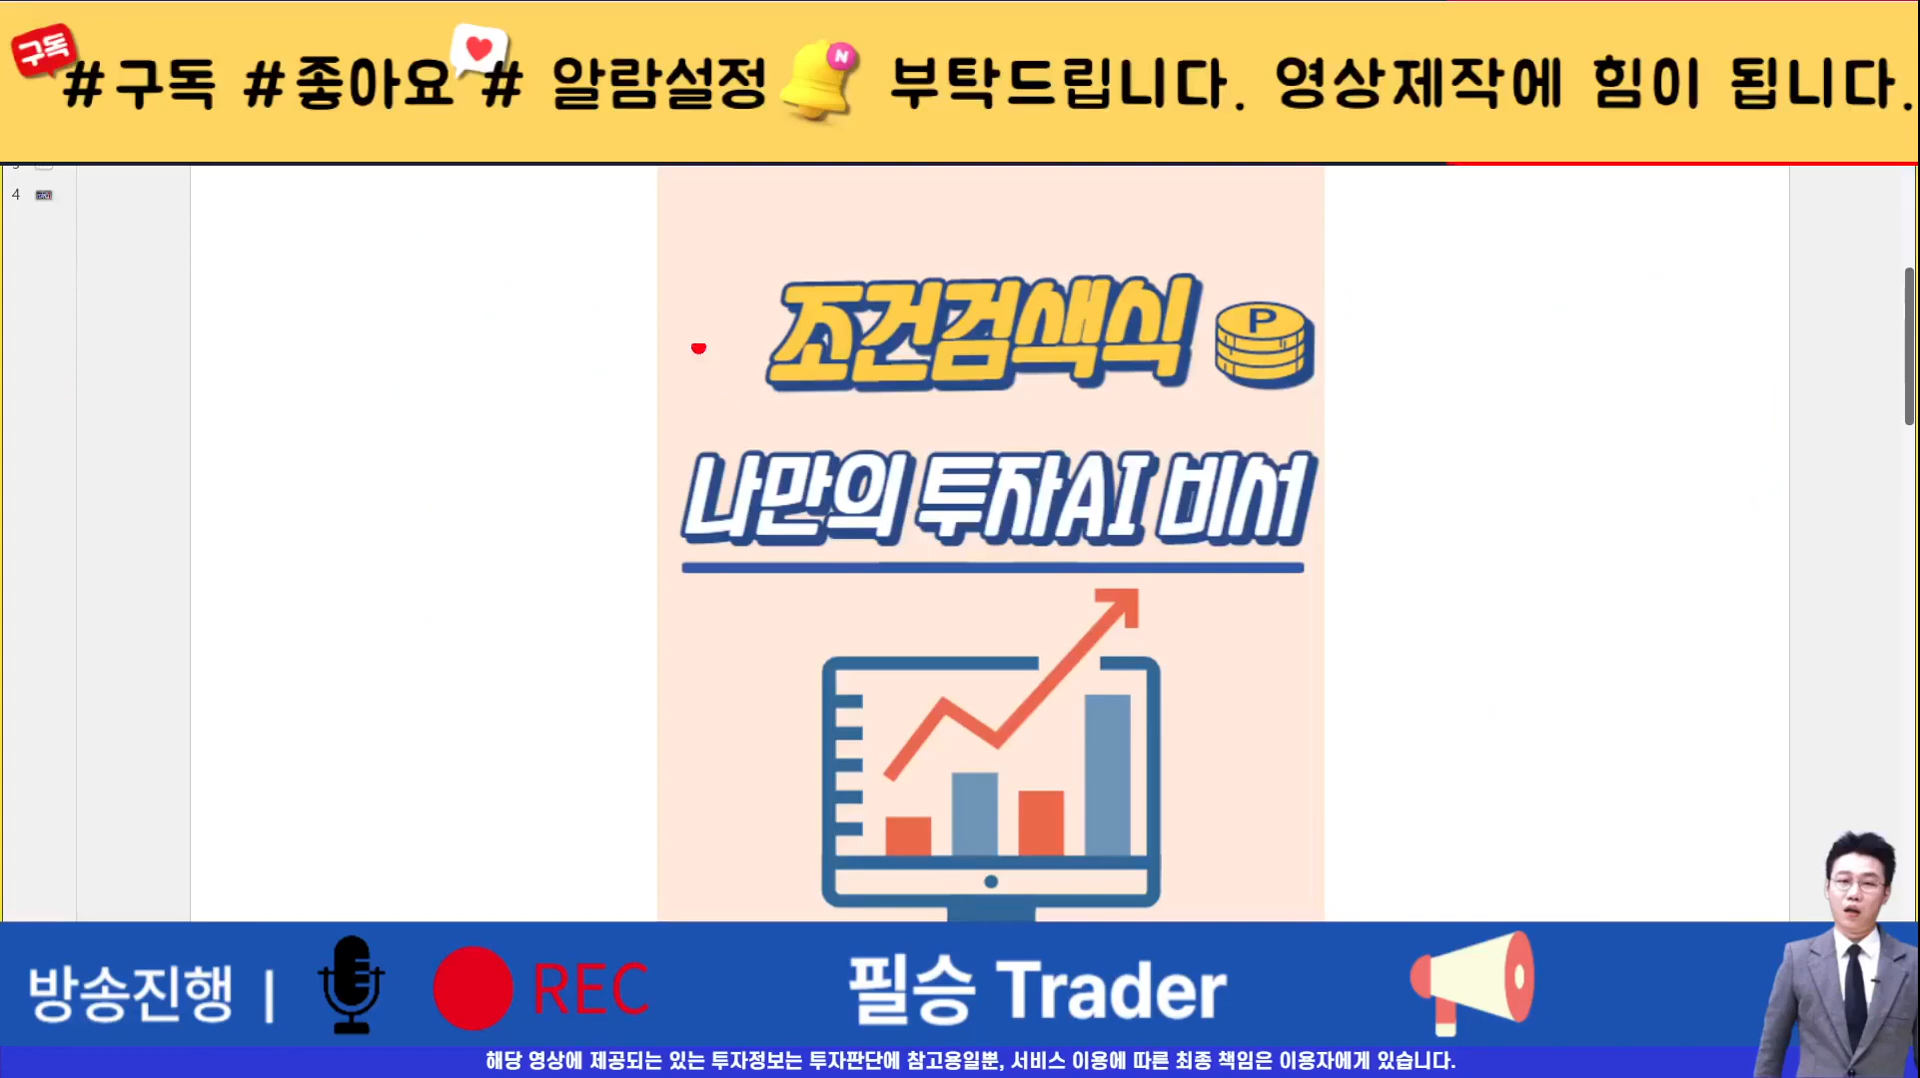 구독
#구독 #좋아요 # 알람설정 N 부탁드립니다. 영상제작에 힘이 됩니다.
4
조건검색식 P
나만의 투자AI 비서
방송진행 | REC 필승 Trader
해당 영상에 제공되는 있는 투자정보는 투자판단에 참고용일뿐, 서비스 이용에 따른 최종 책임은 이용자에게 있습니다.